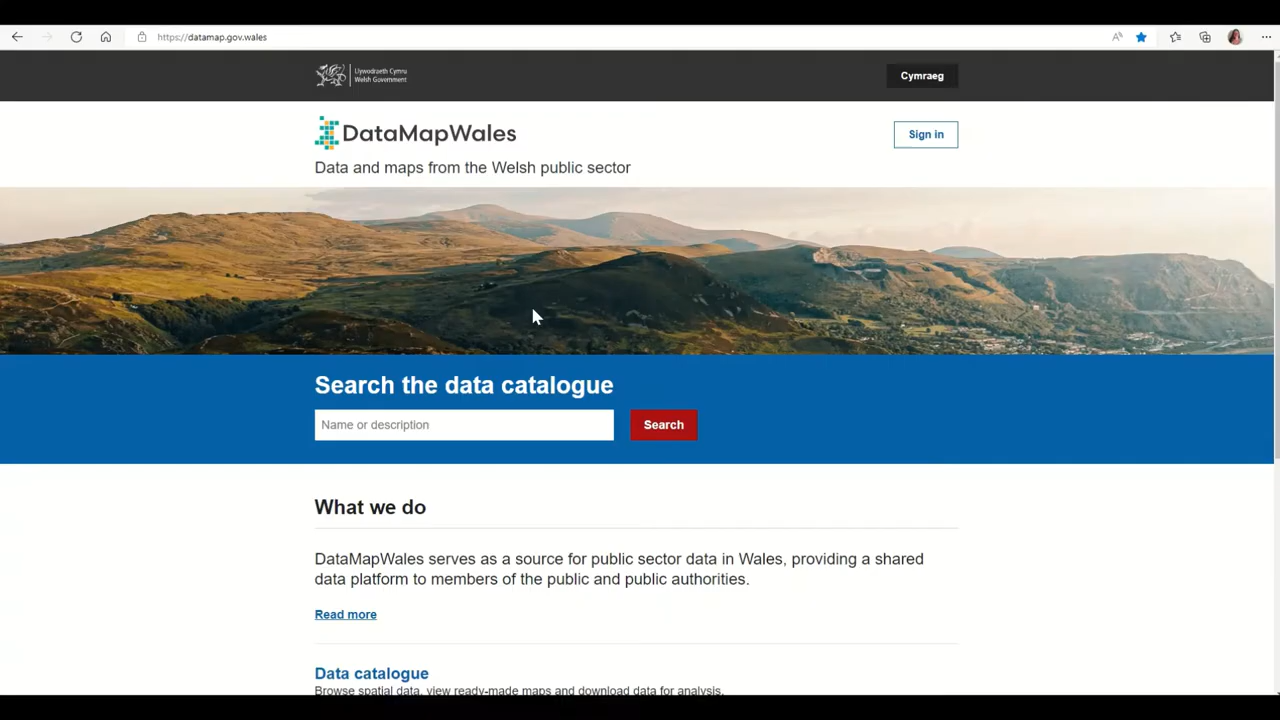 https://datamap.gov.wales
Llywodraeth Cymru
Welsh Government
Cymraeg
DataMapWales
Sign in
Data and maps from the Welsh public sector
Search the data catalogue
Name or description
Search
What we do
DataMapWales serves as a source for public sector data in Wales, providing a shared
data platform to members of the public and public authorities.
Read more
Data catalogue
Browse spatial data, view ready-made maps and download data for analysis.